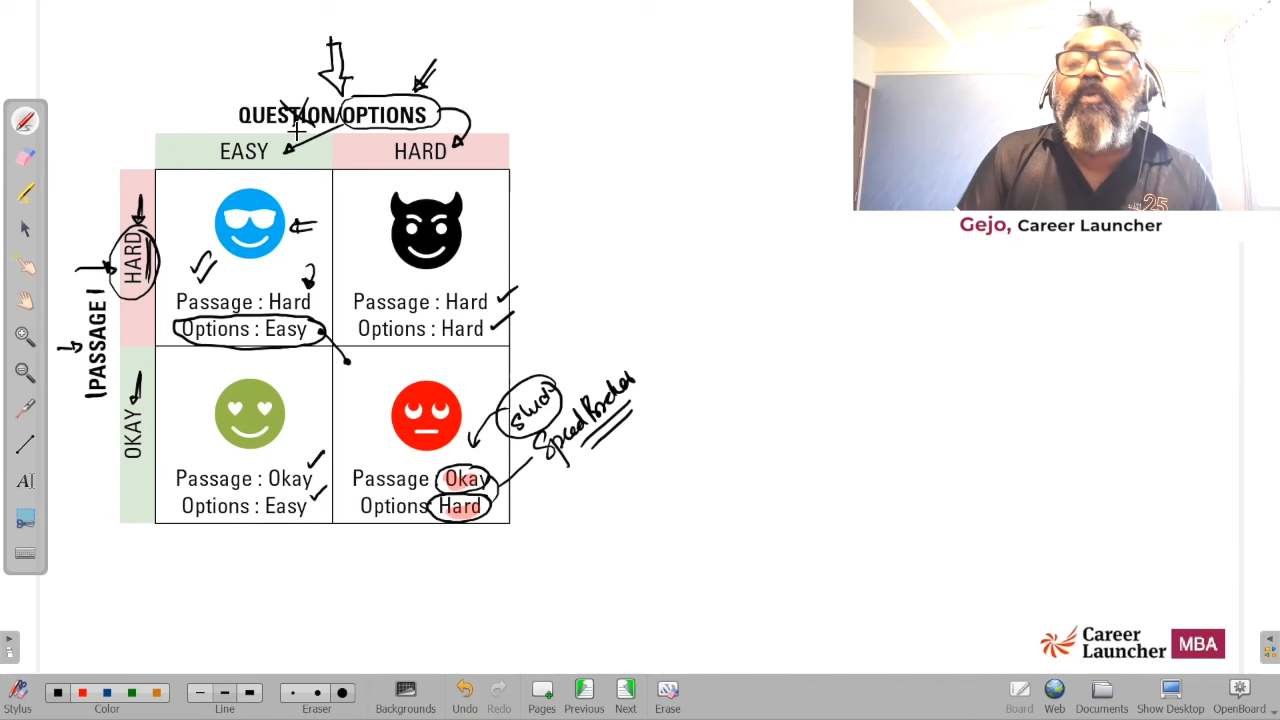 QUESTION/OPTIONS
EASY HARD
HARD
PASSAGE
OKAY
Passage : Hard
Options : Easy
Passage : Hard
Options : Hard
Passage : Okay
Options : Easy
Passage : Okay
Options: Hard
Speed
25
Gejo, Career Launcher
Career
Launcher
MBA
Stylus
Color
Line
Eraser
Backgrounds
Undo
Redo
Pages
Previous
Next
Erase
Board
Web
Documents
Show Desktop
OpenBoard